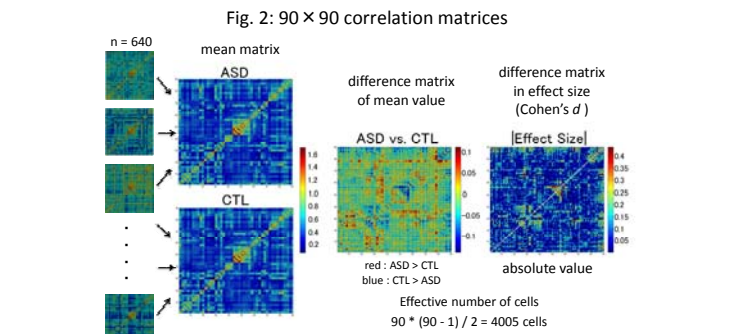 Fig. 2: 90 × 90 correlation matrices
n = 640
mean matrix
ASD
CTL
1.6
1.4
1.2
1.0
0.8
0.6
0.4
0.2
difference matrix
of mean value
ASD vs. CTL
0.1
0.05
0
−0.05
−0.1
red : ASD > CTL
blue : CTL > ASD
difference matrix
in effect size
(Cohen's d )
|Effect Size|
0.4
0.35
0.3
0.25
0.2
0.15
0.1
0.05
absolute value
Effective number of cells
90 * (90 - 1) / 2 = 4005 cells